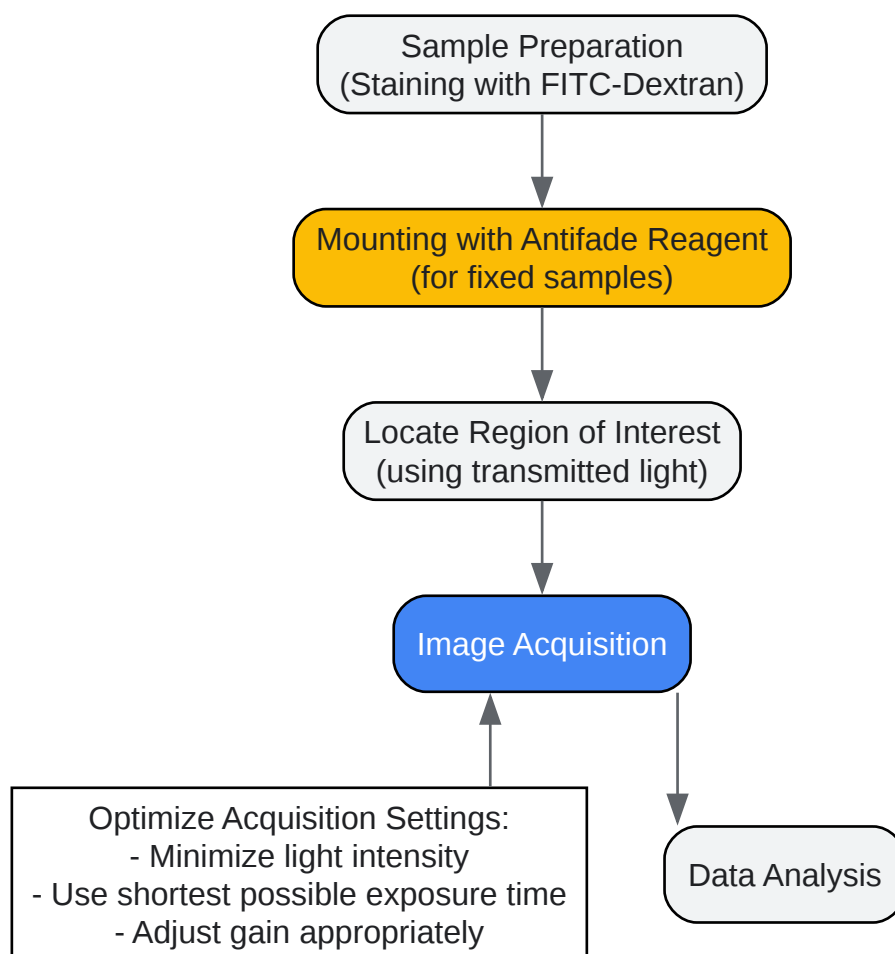 Sample Preparation
(Staining with FITC-Dextran)
Mounting with Antifade Reagent
(for fixed samples)
Locate Region of Interest
(using transmitted light)
Image Acquisition
Optimize Acquisition Settings:
- Minimize light intensity
- Use shortest possible exposure time
- Adjust gain appropriately
Data Analysis